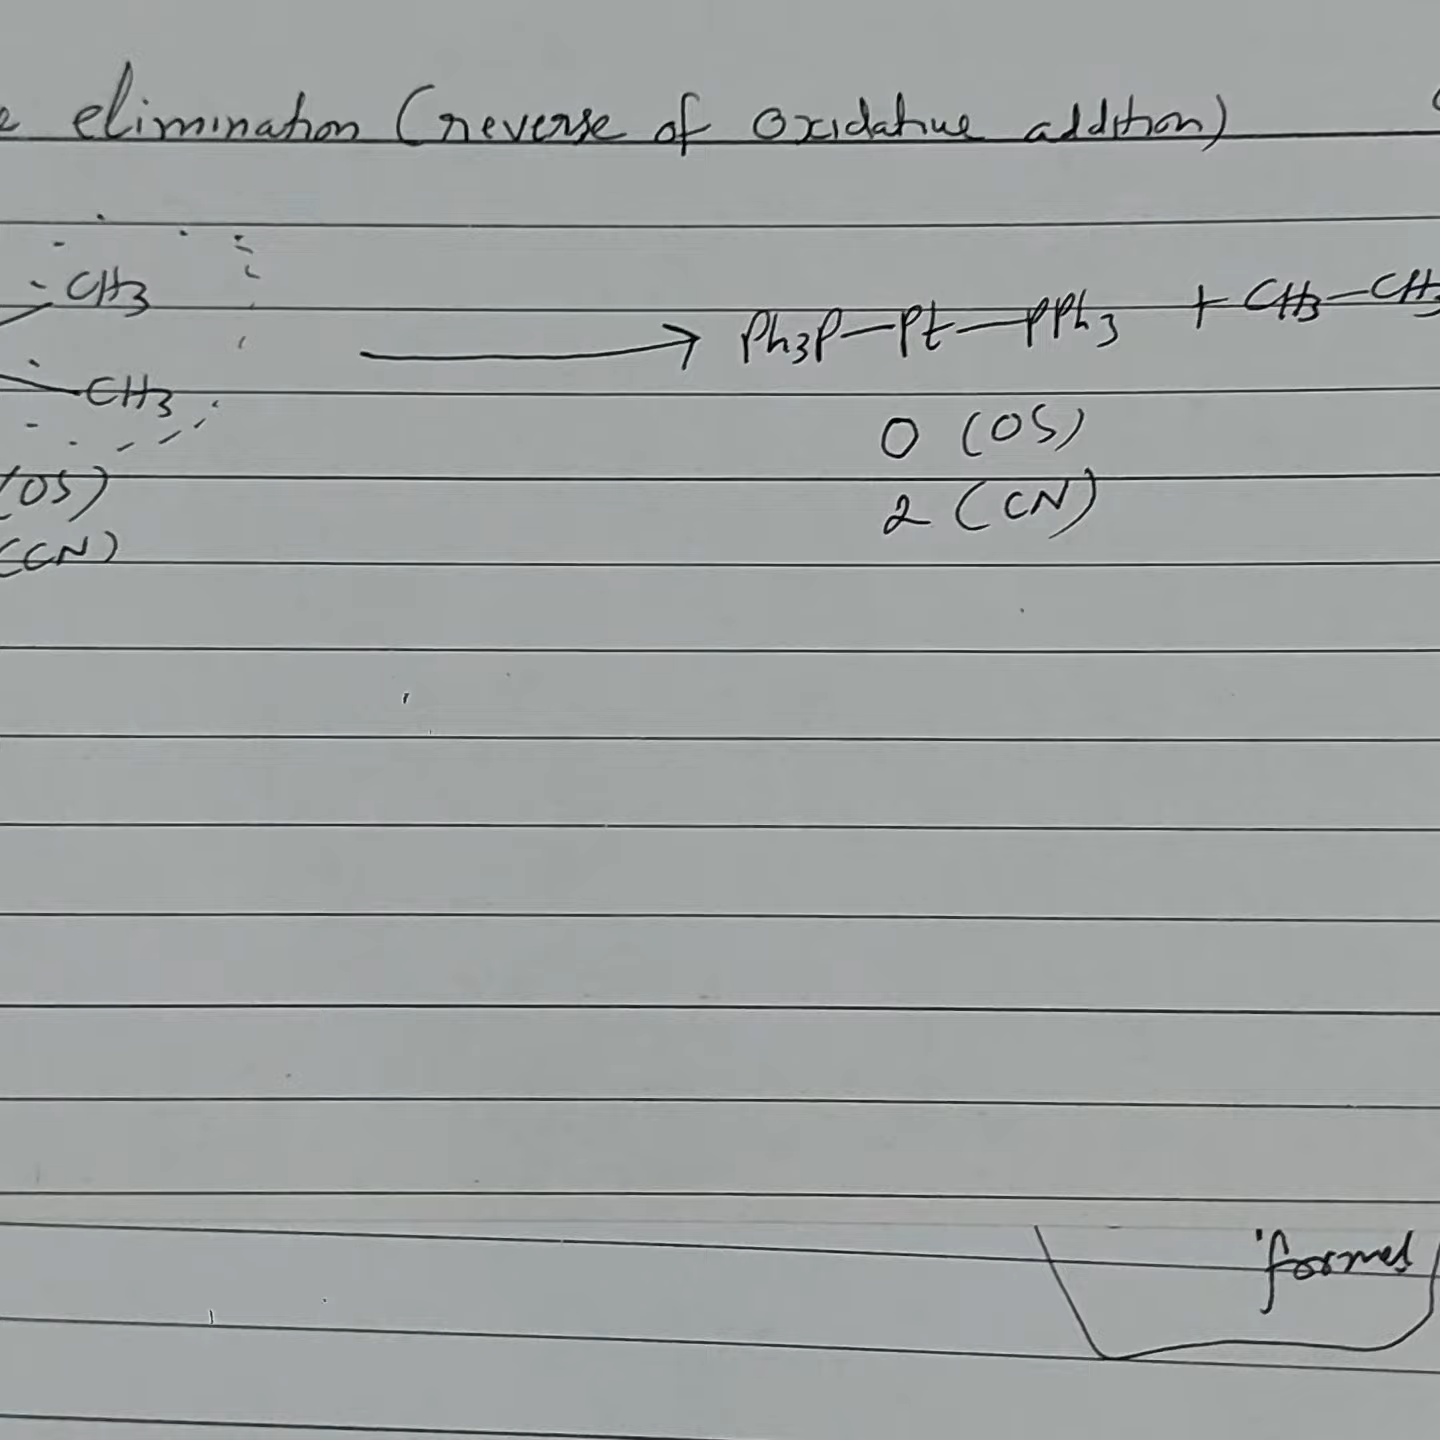 elimination (reverse of oxidative addition)
CH3
Ph3P—Pt—PPh3 + CH3—CH3
CH3
0 (OS)
(OS)
2 (CN)
(CN)
formed